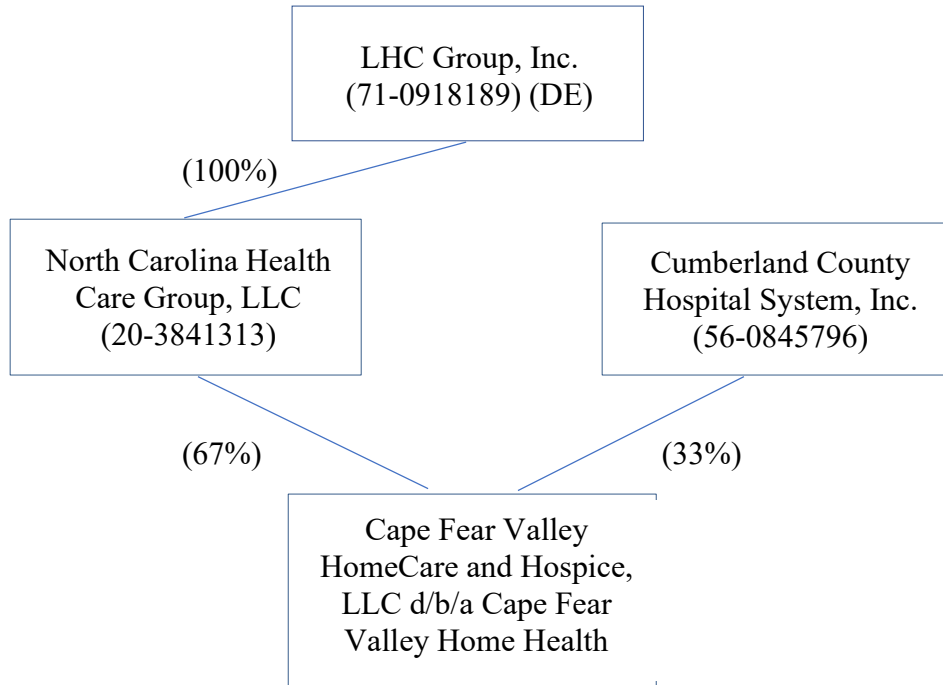 LHC Group, Inc.
(71-0918189) (DE)
(100%)
North Carolina Health
Care Group, LLC
(20-3841313)
Cumberland County
Hospital System, Inc.
(56-0845796)
(67%)
(33%)
Cape Fear Valley
HomeCare and Hospice,
LLC d/b/a Cape Fear
Valley Home Health